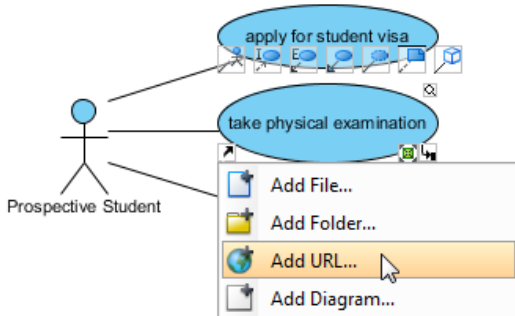 apply for student visa
I
E
take physical examination
Prospective Student
Add File...
Add Folder...
Add URL...
Add Diagram...